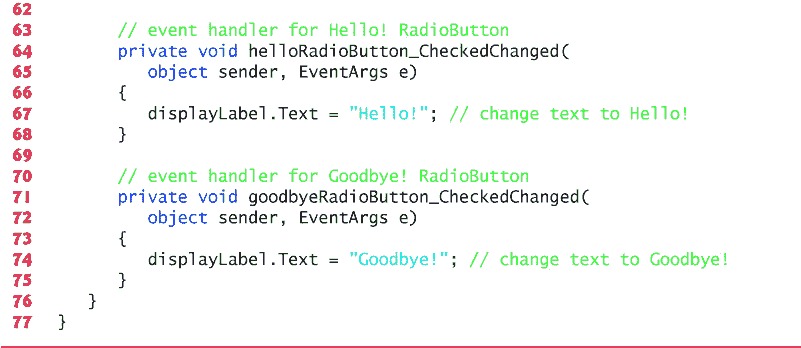 62
63 // event handler for Hello! RadioButton
64 private void helloRadioButton_CheckedChanged(
65 object sender, EventArgs e)
66 {
67 displayLabel.Text = "Hello!"; // change text to Hello!
68 }
69
70 // event handler for Goodbye! RadioButton
71 private void goodbyeRadioButton_CheckedChanged(
72 object sender, EventArgs e)
73 {
74 displayLabel.Text = "Goodbye!"; // change text to Goodbye!
75 }
76 }
77 }